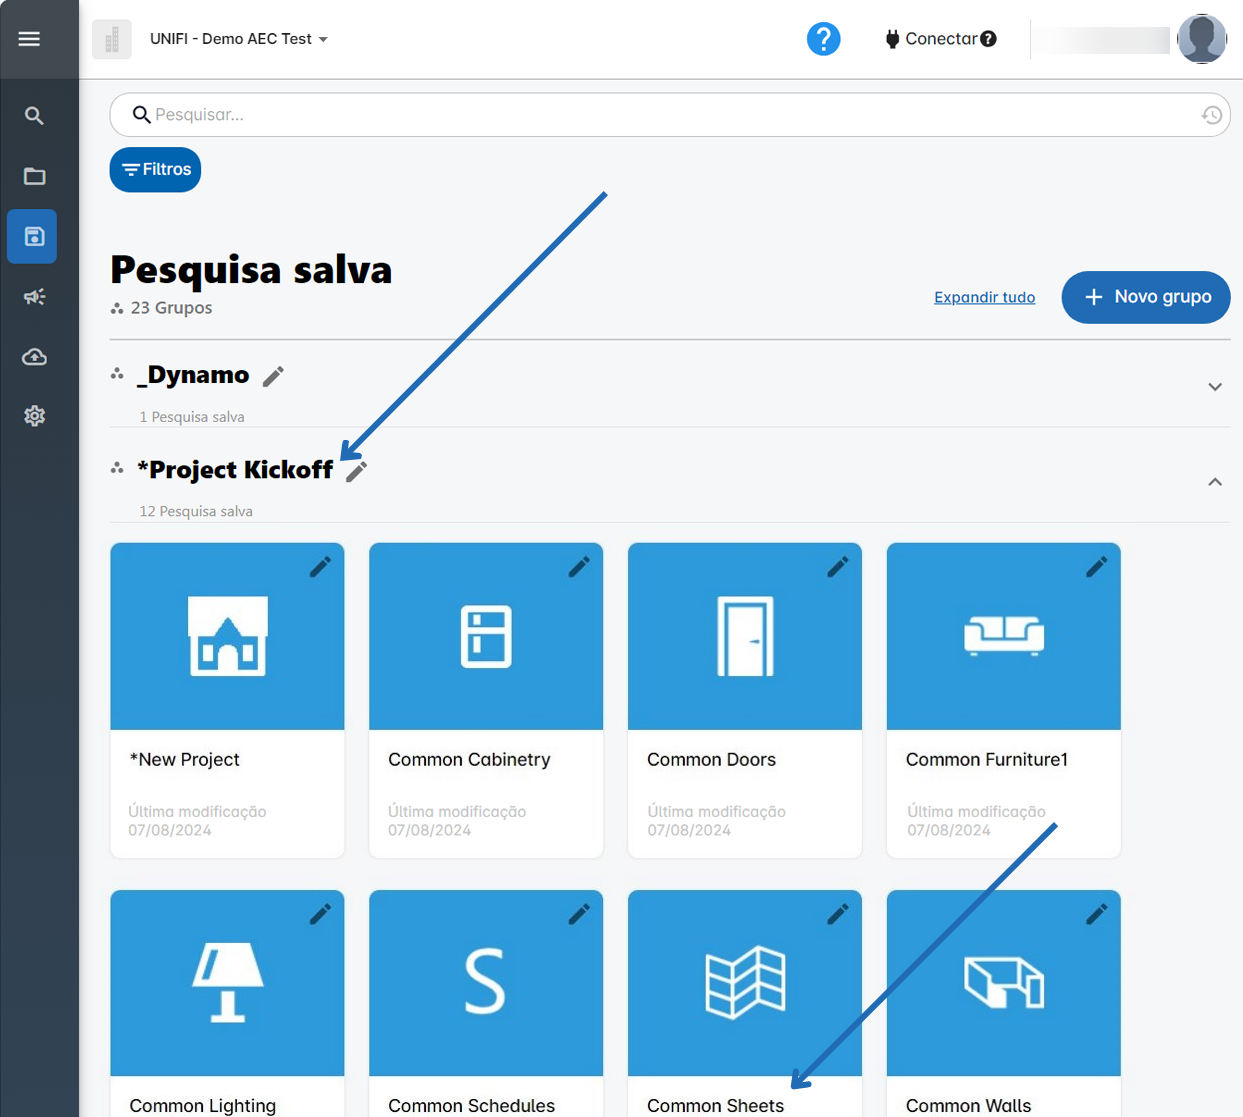 UNIFI - Demo AEC Test
?
Conectar ?
Pesquisar...
Filtros
Pesquisa salva
23 Grupos
Expandir tudo
+ Novo grupo
_Dynamo
1 Pesquisa salva
*Project Kickoff
12 Pesquisa salva
*New Project
Última modificação
07/08/2024
Common Cabinetry
Última modificação
07/08/2024
Common Doors
Última modificação
07/08/2024
Common Furniture1
Última modificação
07/08/2024
S
Common Lighting
Common Schedules
Common Sheets
Common Walls